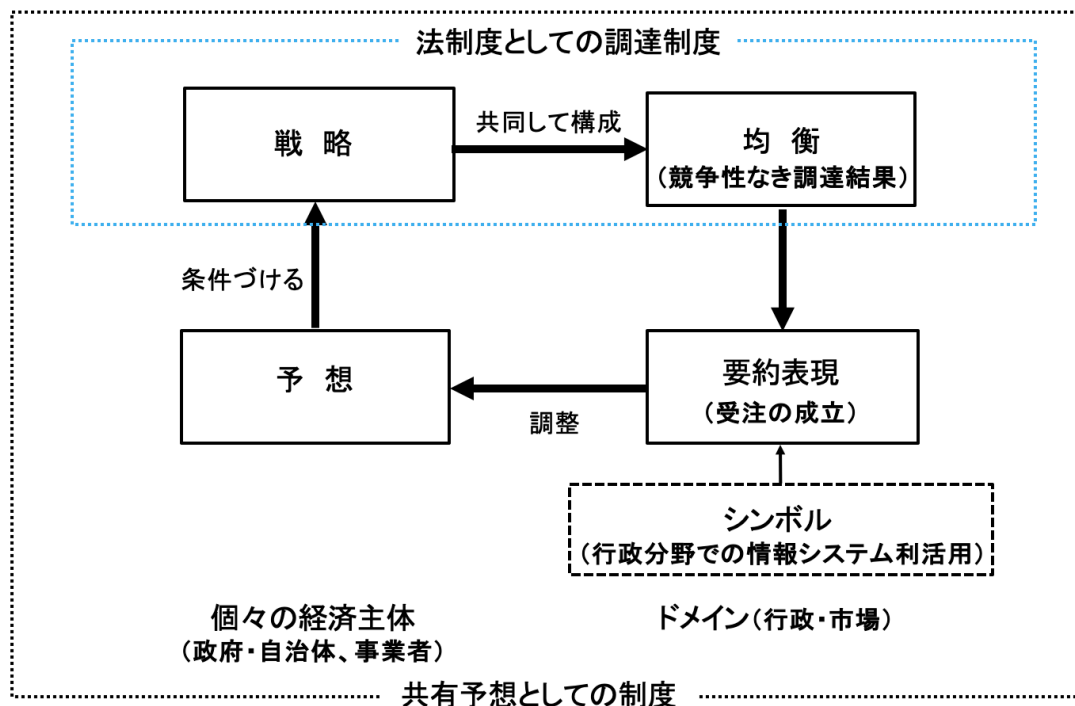 法制度としての調達制度
戦 略
共同して構成
均 衡
(競争性なき調達結果)
条件づける
予 想
調整
要約表現
(受注の成立)
シンボル
(行政分野での情報システム利活用)
個々の経済主体
(政府・自治体、事業者)
ドメイン(行政・市場)
共有予想としての制度